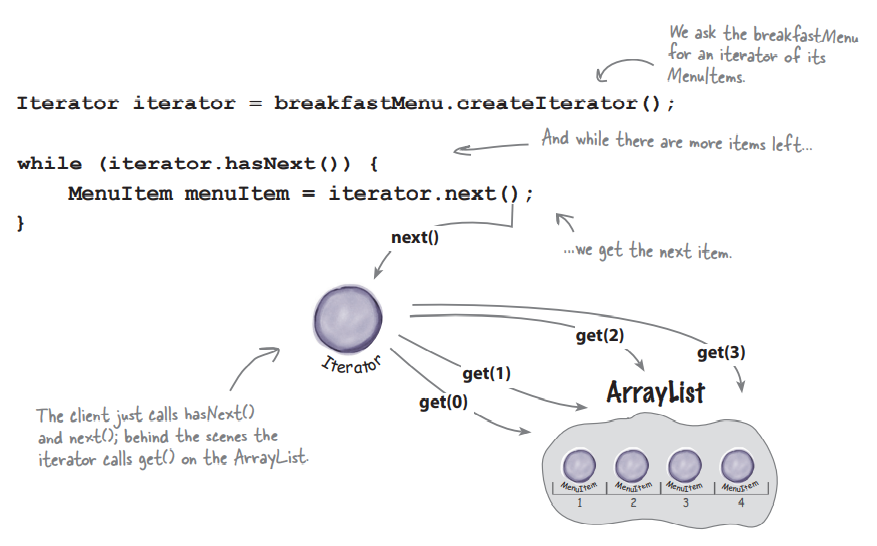 We ask the breakfastMenu
for an iterator of its
MenuItems.
Iterator iterator = breakfastMenu.createIterator();
And while there are more items left...
while (iterator.hasNext()) {
MenuItem menuItem = iterator.next();
}
next()
...we get the next item.
Iterator
get(2)
get(3)
get(1)
get(0)
ArrayList
The client just calls hasNext()
and next(); behind the scenes the
iterator calls get() on the ArrayList.
MenuItem MenuItem MenuItem MenuItem
1 2 3 4